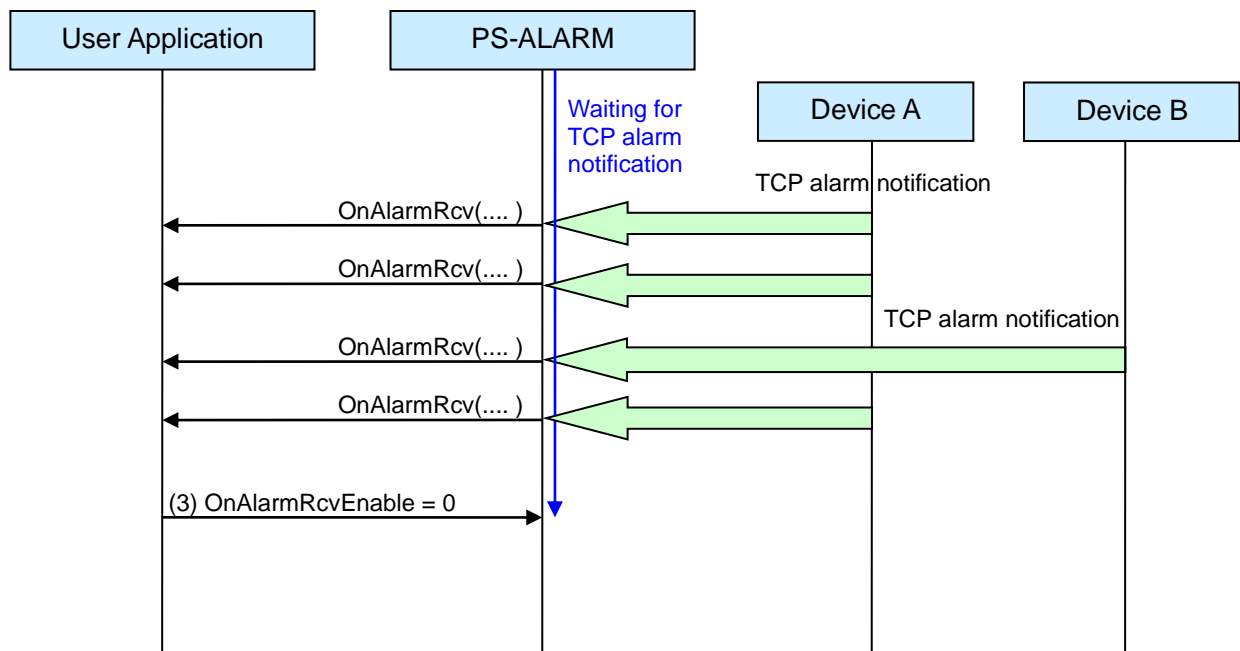 User Application
PS-ALARM
Device A
Device B
Waiting for
TCP alarm
notification
TCP alarm notification
OnAlarmRcv(.... )
OnAlarmRcv(.... )
TCP alarm notification
OnAlarmRcv(.... )
OnAlarmRcv(.... )
(3) OnAlarmRcvEnable = 0